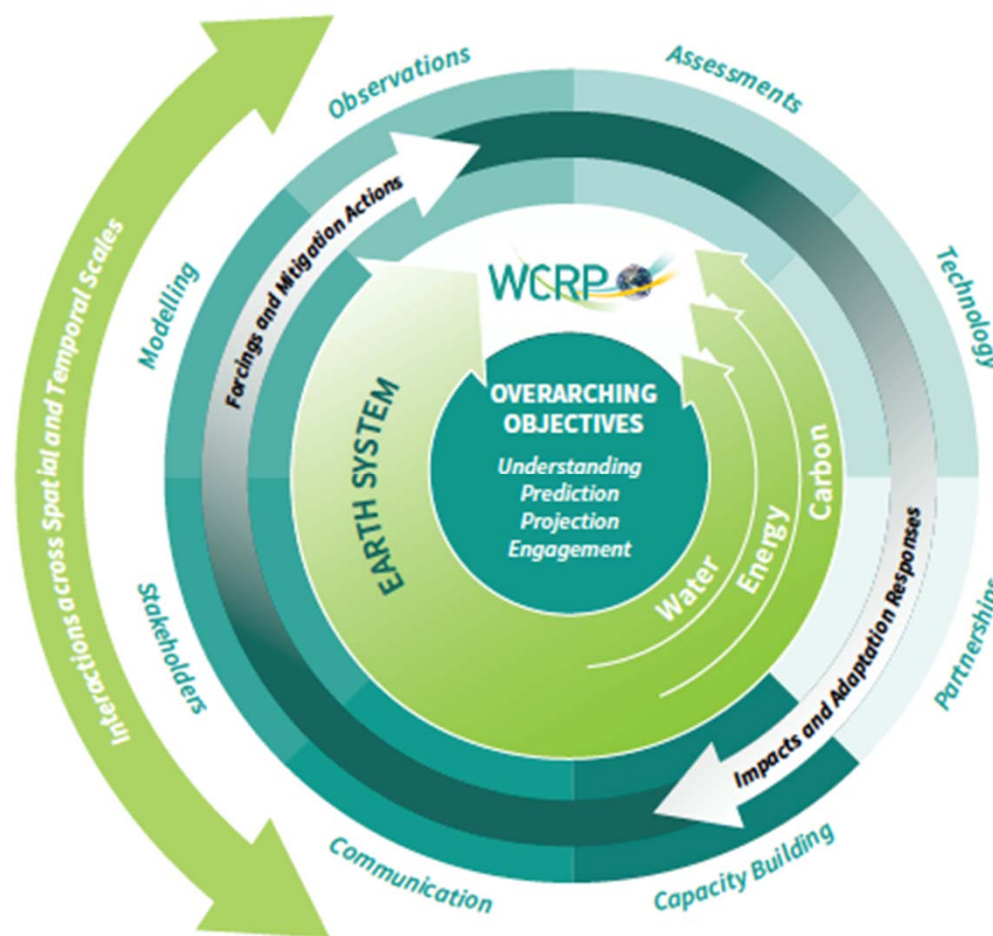 Observations
Assessments
Modelling
Technology
Stakeholders
Partnerships
Communication
Capacity Building
Interactions across Spatial and Temporal Scales
Forcings and Mitigation Actions
Impacts and Adaptation Responses
WCRP
EARTH SYSTEM
OVERARCHING
OBJECTIVES
Understanding
Prediction
Projection
Engagement
Water
Energy
Carbon